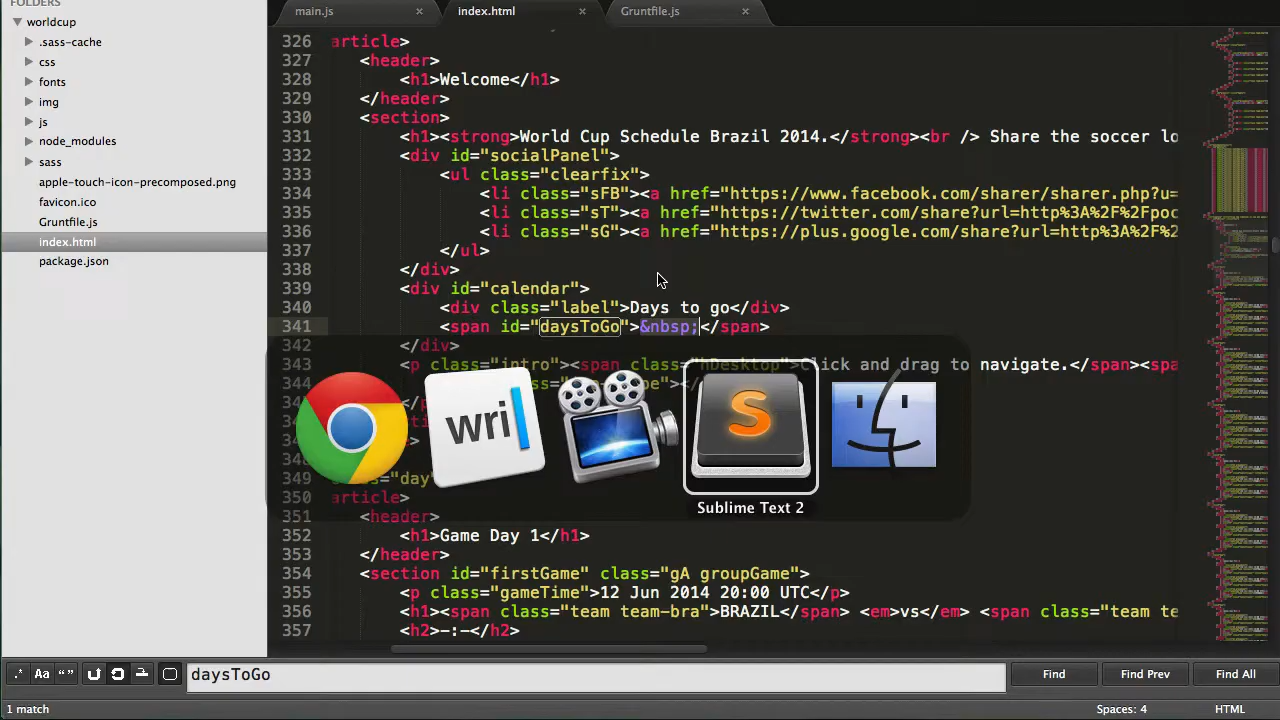 FOLDERS
worldcup
.sass-cache
css
fonts
img
js
node_modules
sass
apple-touch-icon-precomposed.png
favicon.ico
Gruntfile.js
index.html
package.json
main.js × index.html × Gruntfile.js ×
326 article>
327 <header>
328 <h1>Welcome</h1>
329 </header>
330 <section>
331 <h1><strong>World Cup Schedule Brazil 2014.</strong><br /> Share the soccer lo
332 <div id="socialPanel">
333 <ul class="clearfix">
334 <li class="sFB"><a href="https://www.facebook.com/sharer/sharer.php?u=
335 <li class="sT"><a href="https://twitter.com/share?url=http%3A%2F%2Fpoc
336 <li class="sG"><a href="https://plus.google.com/share?url=http%3A%2F%2
337 </ul>
338 </div>
339 <div id="calendar">
340 <div class="label">Days to go</div>
341 <span id="daysToGo">&nbsp;</span>
342 </div>
343 <p class="intro"><span class="hDesktop">Click and drag to navigate.</span><sp
344
349 ="day
350 article>
351 <header>
352 <h1>Game Day 1</h1>
353 </header>
354 <section id="firstGame" class="gA groupGame">
355 <p class="gameTime">12 Jun 2014 20:00 UTC</p>
356 <h1><span class="team team-bra">BRAZIL</span> <em>vs</em> <span class="team te
357 <h2>-:-</h2>
wri
Sublime Text 2
.* Aa “ ” daysToGo Find Find Prev Find All
1 match Spaces: 4 HTML